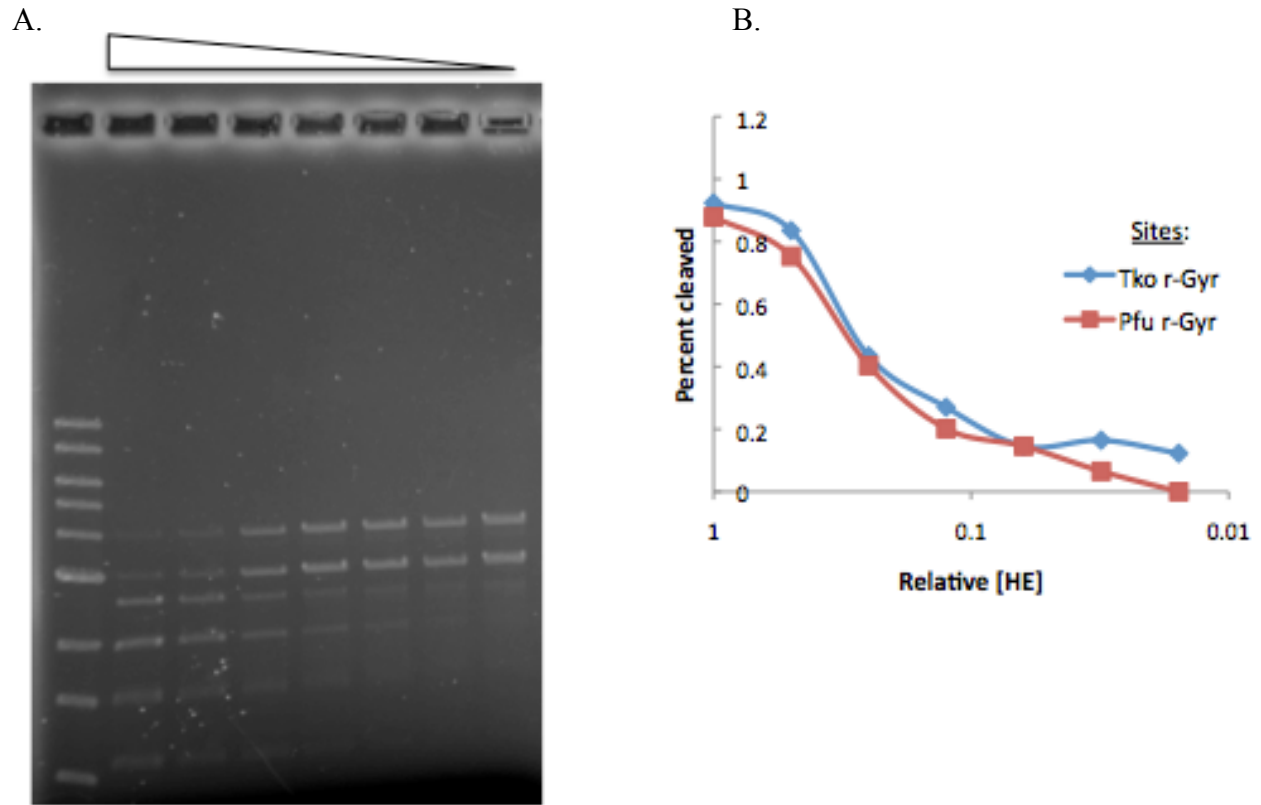 A.
B.
1.2
1
0.8
0.6
0.4
0.2
0
Percent cleaved
1
0.1
0.01
Relative [HE]
Sites:
Tko r-Gyr
Pfu r-Gyr